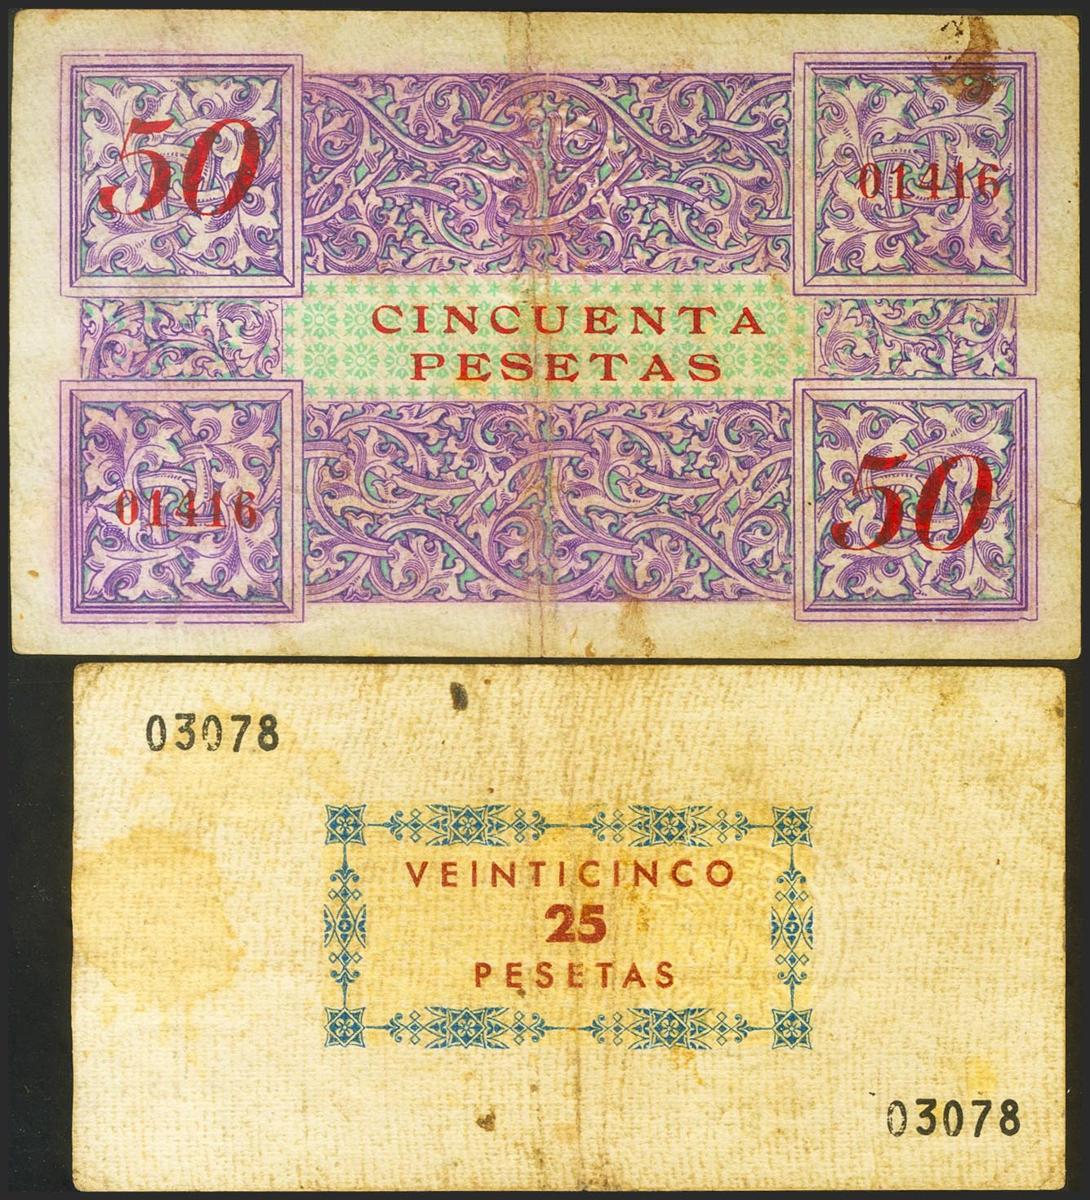 50
01416
CINCUENTA
PESETAS
01416
50
03078
VEINTICINCO
25
PESETAS
03078